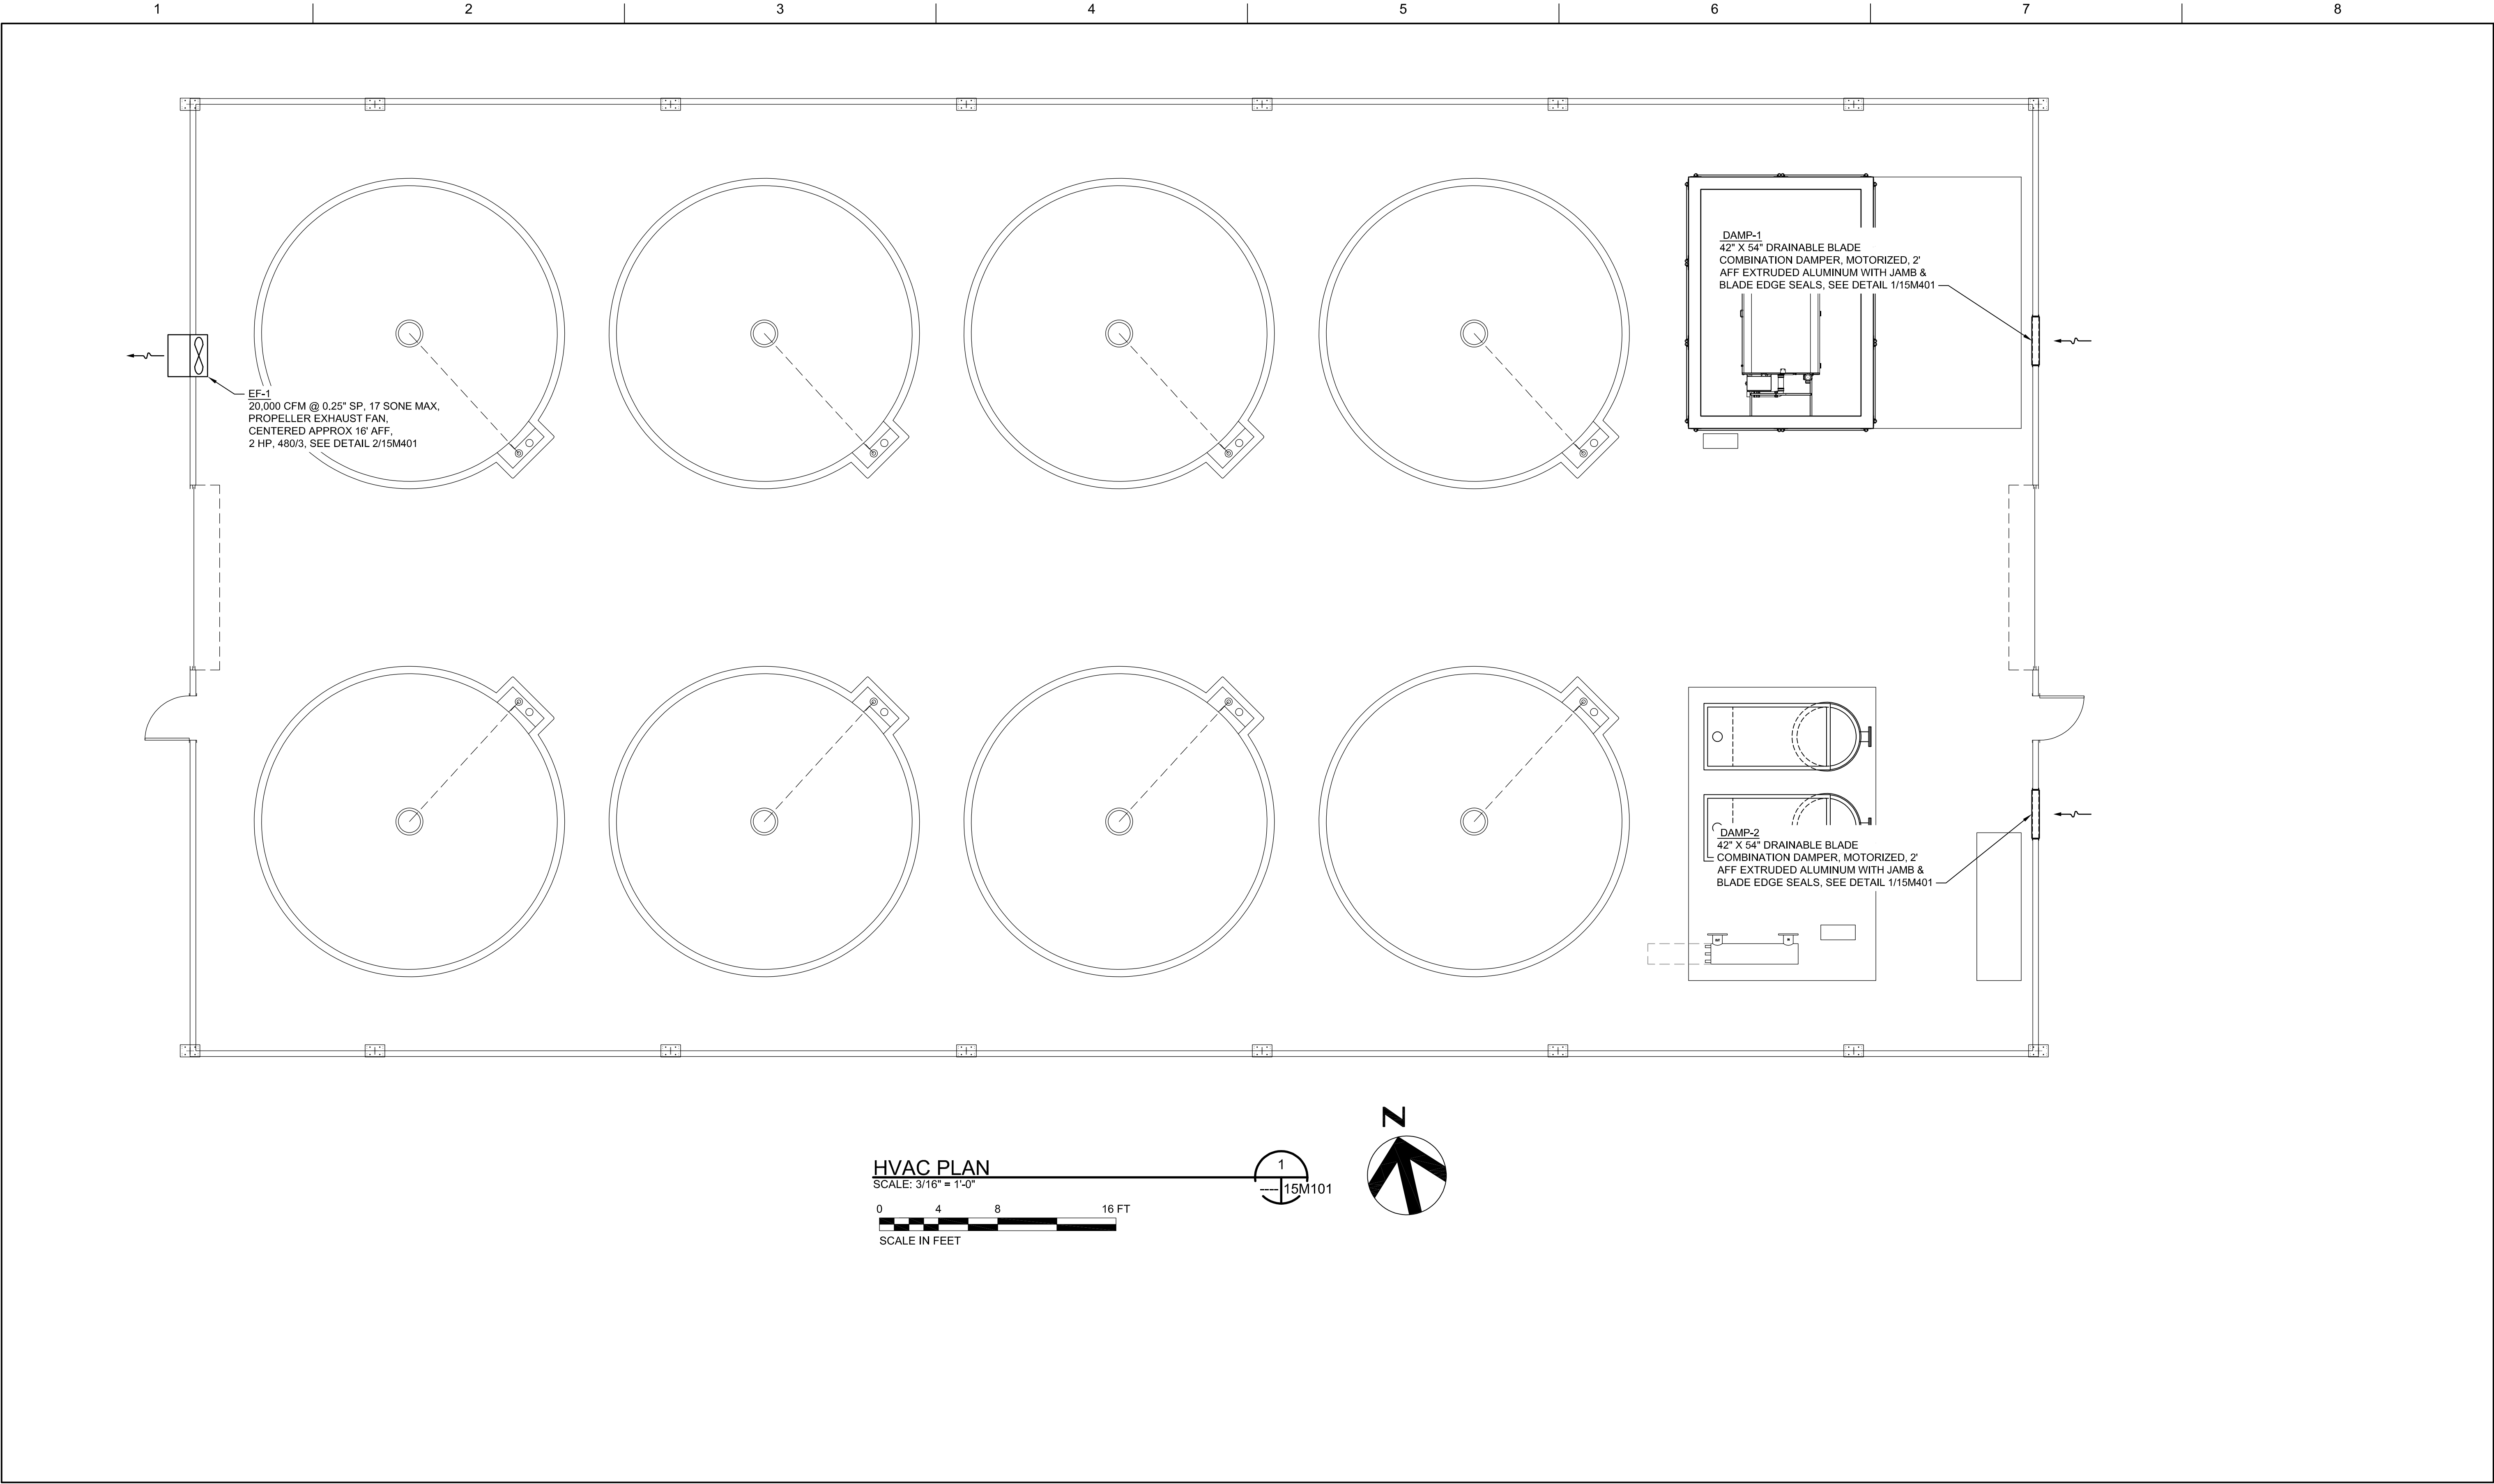 1 2 3 4 5 6 7 8
DAMP-1
42" X 54" DRAINABLE BLADE
COMBINATION DAMPER, MOTORIZED, 2'
AFF EXTRUDED ALUMINUM WITH JAMB &
BLADE EDGE SEALS, SEE DETAIL 1/15M401
EF-1
20,000 CFM @ 0.25" SP, 17 SONE MAX,
PROPELLER EXHAUST FAN,
CENTERED APPROX 16' AFF,
2 HP, 480/3, SEE DETAIL 2/15M401
DAMP-2
42" X 54" DRAINABLE BLADE
COMBINATION DAMPER, MOTORIZED, 2'
AFF EXTRUDED ALUMINUM WITH JAMB &
BLADE EDGE SEALS, SEE DETAIL 1/15M401
N
HVAC PLAN
SCALE: 3/16" = 1'-0"
1
---- 15M101
0 4 8 16 FT
SCALE IN FEET